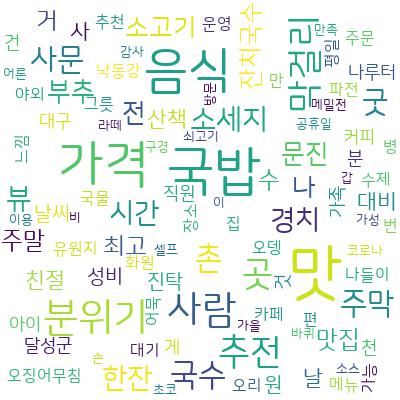 건
추천
거
사
소고기
운영
사문
낙동강
감사
음식
잔치국수
막걸리
만족
평일
주문
나루터
어른
야외
부추
그릇
라떼
전
산책
소세지
방문
만
굿
메밀전
파전
느낌
대구
쇠고기
공휴일
커피
병
가격
국밥
구경
문진
분
갑
수제
뷰
국물
직원
수
나
가족
대비
날씨
비
시간
장소
이
집
경치
가성
번
이용
주말
유원지
최고
화원
셀프
촌
곳
오뎅
것
맛
코로나
나들이
친절
성비
진탁
어묵
사람
카페
편
주막
분위기
가을
바퀴
맛집
천
아이
추전
달성군
대기
게
날
메뉴
가능
손
한잔
국수
오리
원
소스
오징어무침
초코